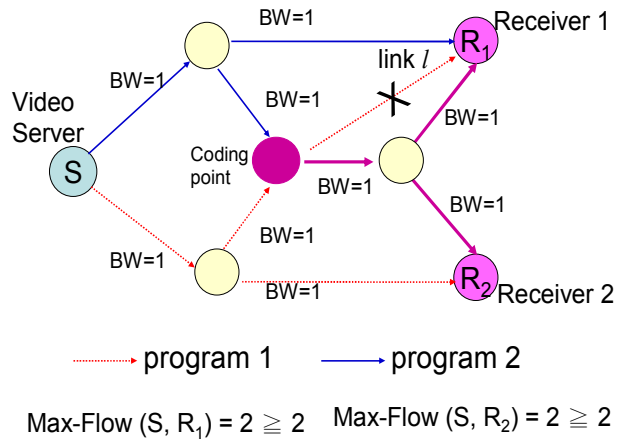 BW=1
Receiver 1
R1
link l
BW=1
BW=1
Video
Server
BW=1
Coding
point
S
BW=1
BW=1
BW=1
BW=1
BW=1
R2
Receiver 2
program 1
program 2
Max-Flow (S, R1) = 2 ≧ 2
Max-Flow (S, R2) = 2 ≧ 2